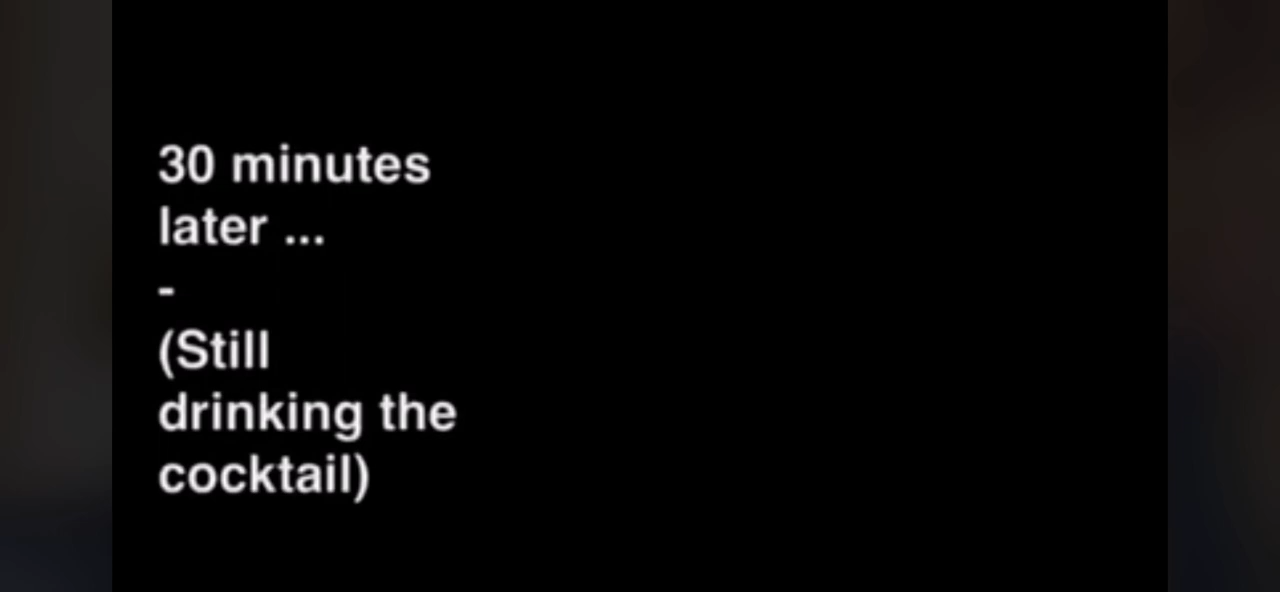 30 minutes
later ...
-
(Still
drinking the
cocktail)